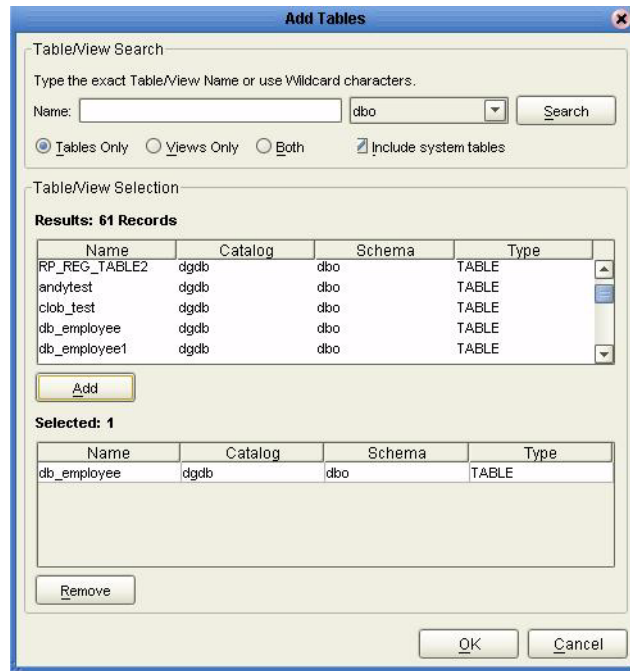 Add Tables
Table/View Search
Type the exact Table/View Name or use Wildcard characters.
Name: dbo Search
Tables Only Views Only Both Include system tables
Table/View Selection
Results: 61 Records
Name Catalog Schema Type
RP_REG_TABLE2 dgdb dbo TABLE
andytest dgdb dbo TABLE
clob_test dgdb dbo TABLE
db_employee dgdb dbo TABLE
db_employee1 dgdb dbo TABLE
Add
Selected: 1
Name Catalog Schema Type
db_employee dgdb dbo TABLE
Remove
OK Cancel